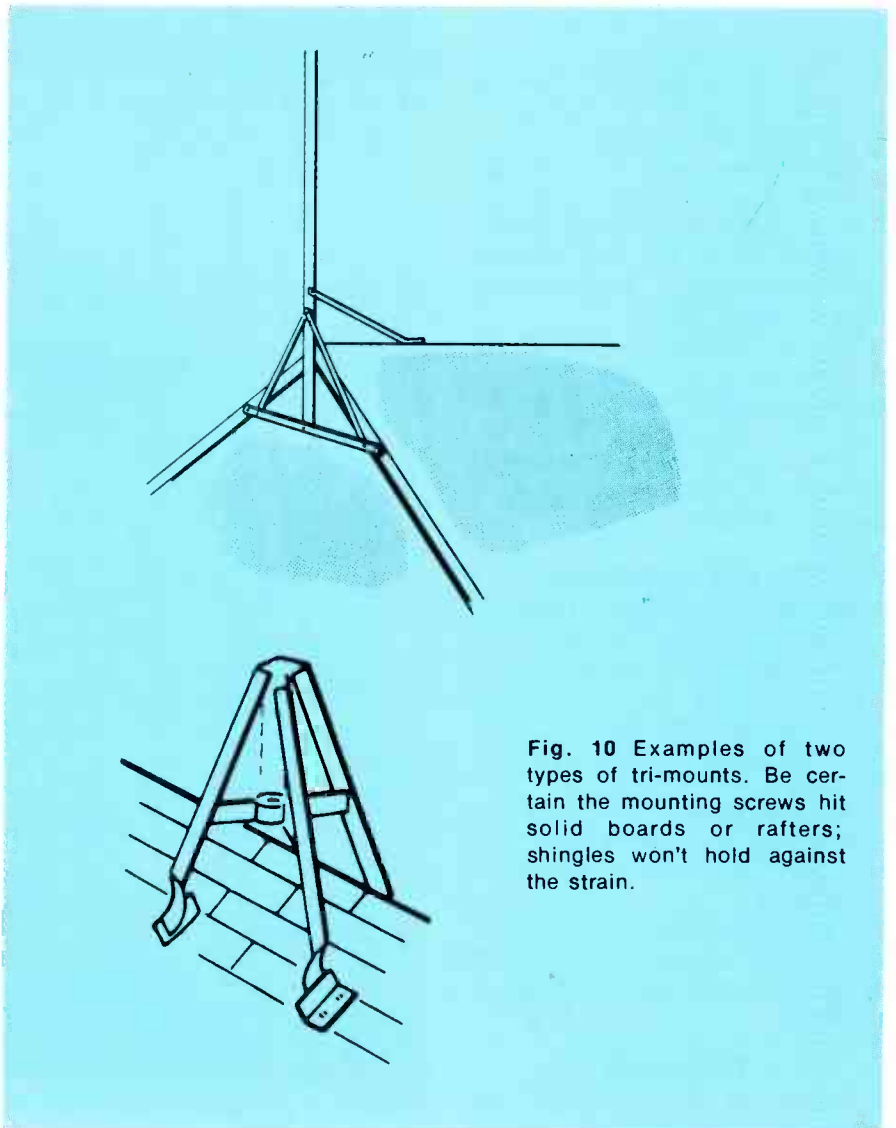 Fig. 10 Examples of two
types of tri-mounts. Be cer-
tain the mounting screws hit
solid boards or rafters;
shingles won't hold against
the strain.